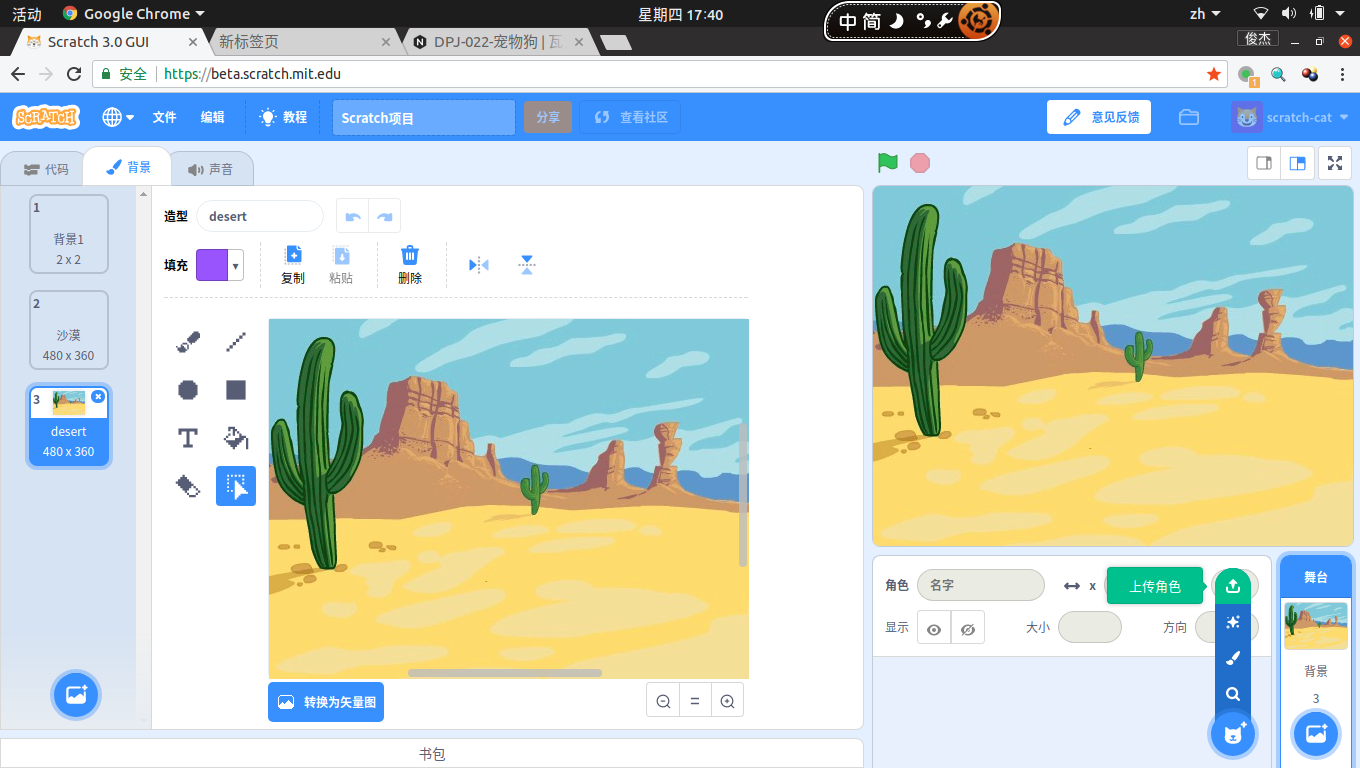 活动 Google Chrome 星期四 17:40 中 简 zh
Scratch 3.0 GUI 新标签页 DPJ-022-宠物狗 | 瓦 俊杰
安全 https://beta.scratch.mit.edu 1
SCRATCH 文件 编辑 教程 Scratch项目 分享 查看社区 意见反馈 scratch-cat
代码 背景 声音
1
背景1
2 x 2
2
沙漠
480 x 360
3
desert
480 x 360
造型 desert
填充 复制 粘贴 删除
T
转换为矢量图
书包
角色 名字 x 上传角色
显示 大小 方向
舞台
背景
3